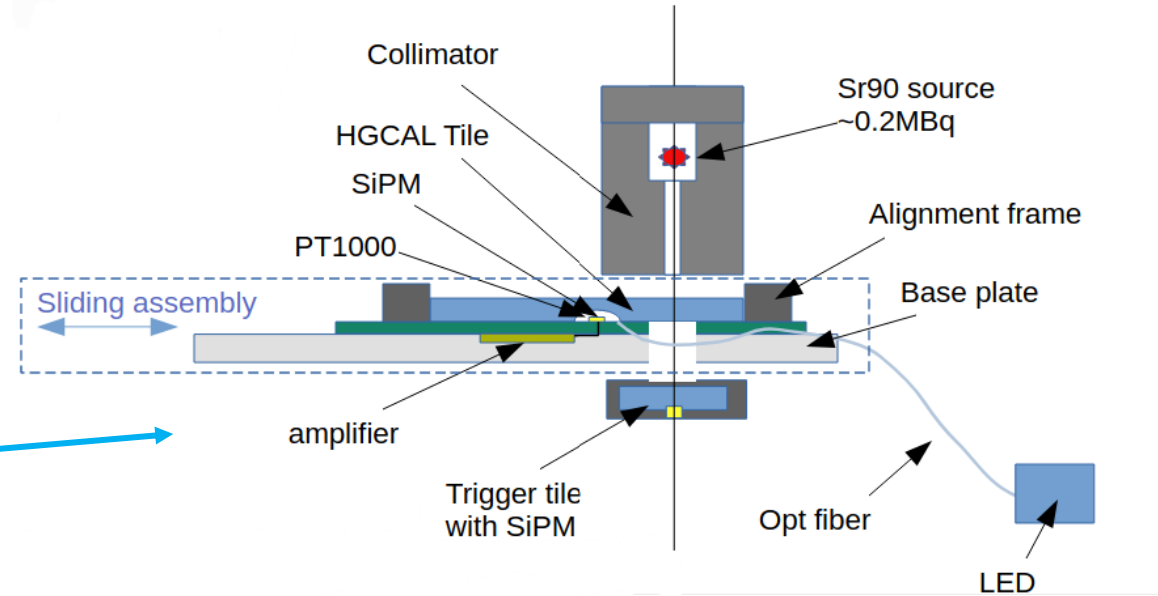 Collimator
Sr90 source
~0.2MBq
HGCAL Tile
SiPM
Alignment frame
PT1000
Base plate
Sliding assembly
amplifier
Trigger tile
with SiPM
Opt fiber
LED